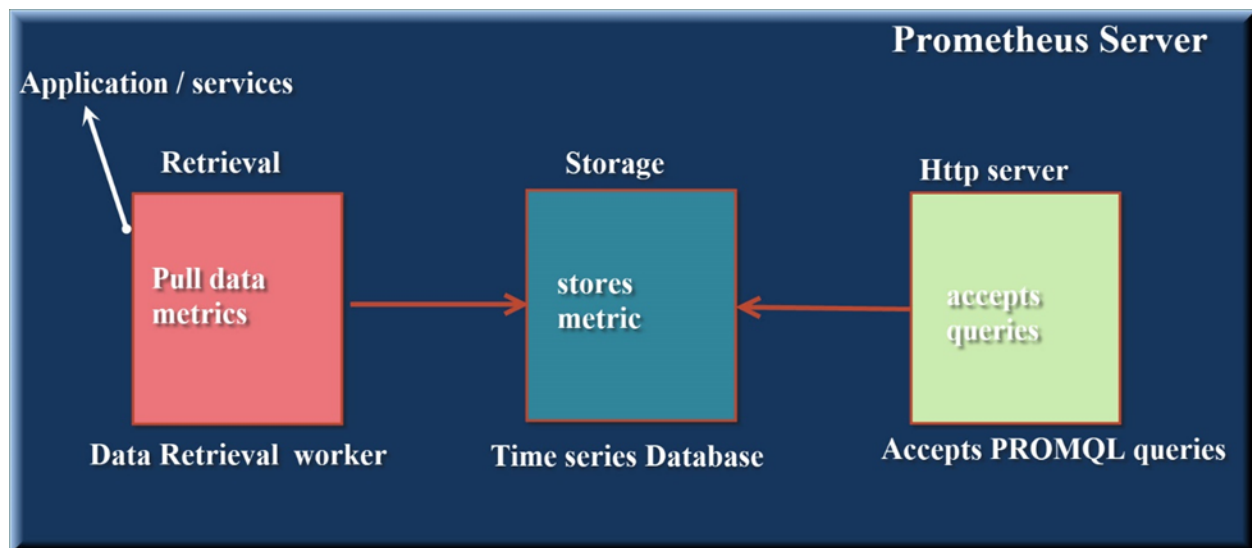 Prometheus Server
Application / services
Retrieval
Storage
Http server
Pull data
metrics
stores
metric
accepts
queries
Data Retrieval worker
Time series Database
Accepts PROMQL queries